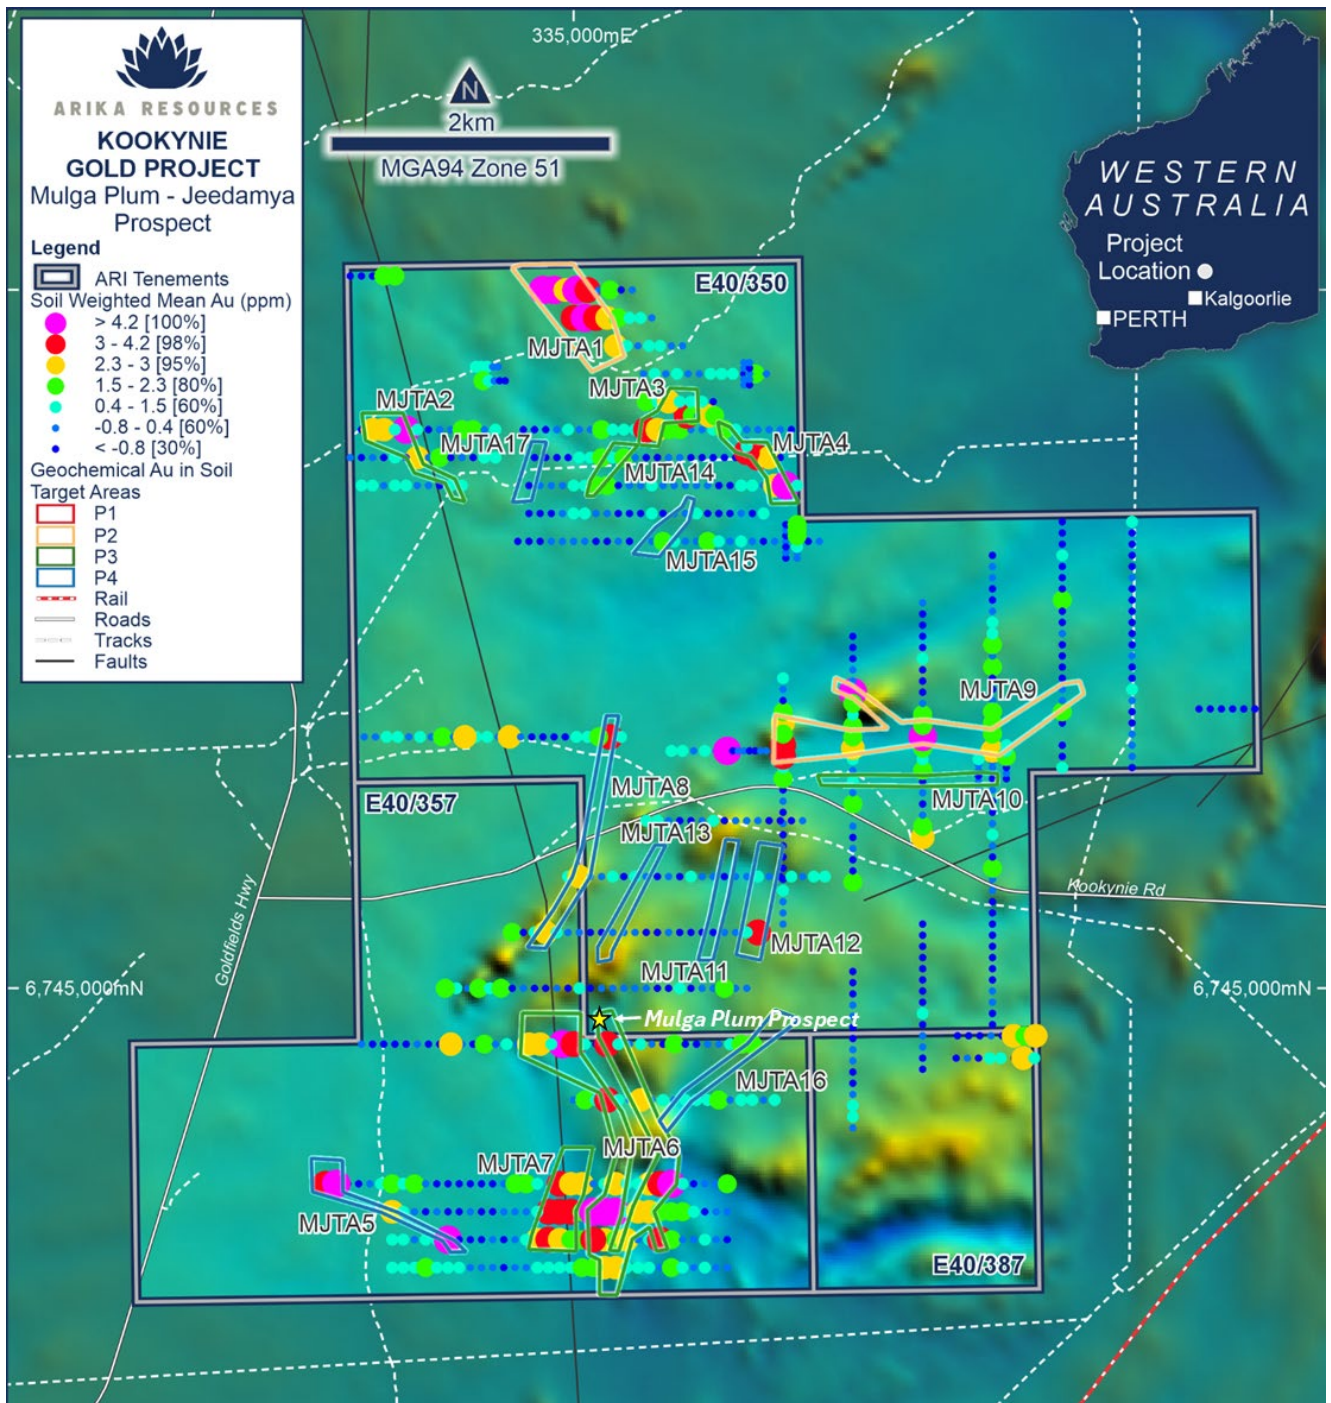 335,000mE
ARIKA RESOURCES
KOOKYNIE
GOLD PROJECT
Mulga Plum - Jeedamya
Prospect
Legend
ARI Tenements
Soil Weighted Mean Au (ppm)
> 4.2 [100%]
3 - 4.2 [98%]
2.3 - 3 [95%]
1.5 - 2.3 [80%]
0.4 - 1.5 [60%]
-0.8 - 0.4 [60%]
< -0.8 [30%]
Geochemical Au in Soil
Target Areas
P1
P2
P3
P4
Rail
Roads
Tracks
Faults
N
2km
MGA94 Zone 51
WESTERN
AUSTRALIA
Project
Location
Kalgoorlie
PERTH
E40/350
MJTA1
MJTA3
MJTA2
MJTA17
MJTA4
MJTA14
MJTA15
MJTA9
MJTA8
MJTA10
E40/357
MJTA13
Kookynie Rd
Goldfields Hwy
MJTA12
MJTA11
6,745,000mN
6,745,000mN
Mulga Plum Prospect
MJTA16
MJTA6
MJTA7
MJTA5
E40/387